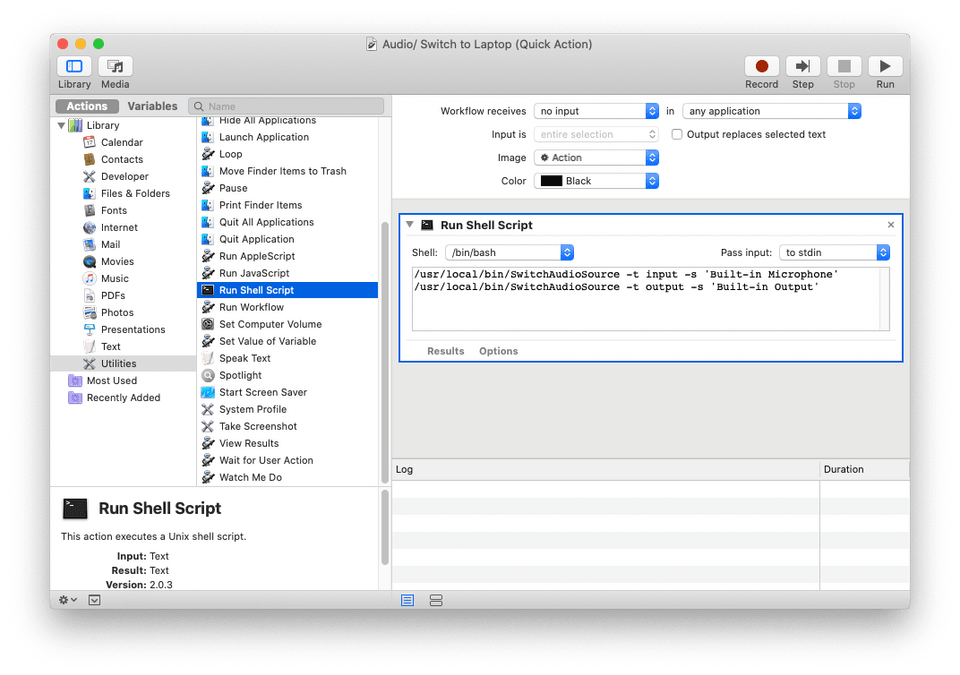 Audio/ Switch to Laptop (Quick Action)
Library
Media
Record
Step
Stop
Run
Actions
Variables
Name
Library
Calendar
Contacts
Developer
Files & Folders
Fonts
Internet
Mail
Movies
Music
PDFs
Photos
Presentations
Text
Utilities
Most Used
Recently Added
Hide All Applications
Launch Application
Loop
Move Finder Items to Trash
Pause
Print Finder Items
Quit All Applications
Quit Application
Run AppleScript
Run JavaScript
Run Shell Script
Run Workflow
Set Computer Volume
Set Value of Variable
Speak Text
Spotlight
Start Screen Saver
System Profile
Take Screenshot
View Results
Wait for User Action
Watch Me Do
Run Shell Script
This action executes a Unix shell script.
Input: Text
Result: Text
Version: 2.0.3
Workflow receives no input in any application
Input is entire selection Output replaces selected text
Image Action
Color Black
Run Shell Script
Shell: /bin/bash Pass input: to stdin
/usr/local/bin/SwitchAudioSource -t input -s 'Built-in Microphone'
/usr/local/bin/SwitchAudioSource -t output -s 'Built-in Output'
Results Options
Log Duration